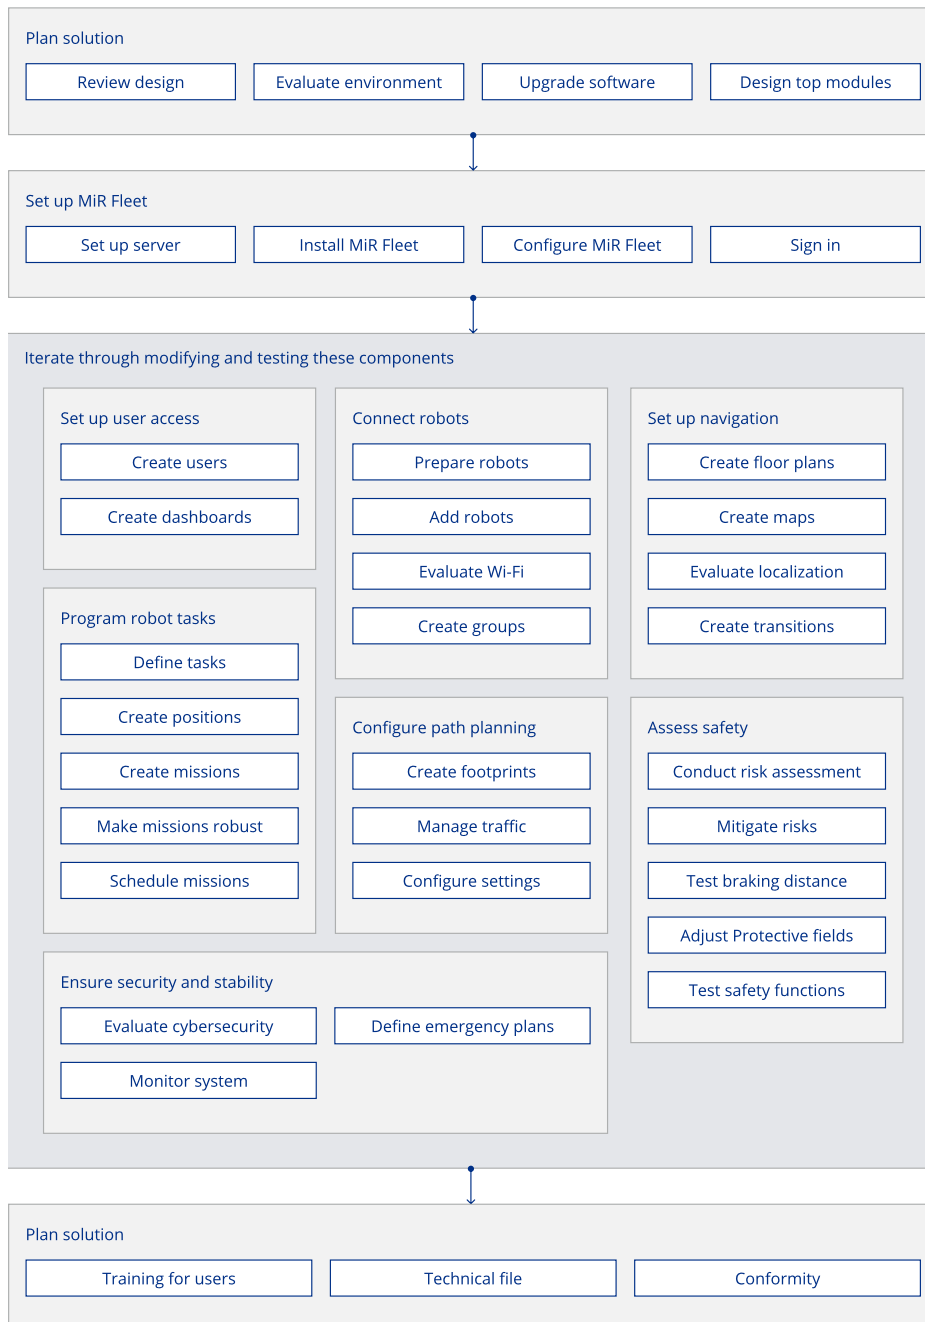 Plan solution
Review design
Evaluate environment
Upgrade software
Design top modules
Set up MiR Fleet
Set up server
Install MiR Fleet
Configure MiR Fleet
Sign in
Iterate through modifying and testing these components
Set up user access
Create users
Create dashboards
Connect robots
Prepare robots
Add robots
Evaluate Wi-Fi
Create groups
Set up navigation
Create floor plans
Create maps
Evaluate localization
Create transitions
Program robot tasks
Define tasks
Create positions
Create missions
Make missions robust
Schedule missions
Configure path planning
Create footprints
Manage traffic
Configure settings
Assess safety
Conduct risk assessment
Mitigate risks
Test braking distance
Adjust Protective fields
Test safety functions
Ensure security and stability
Evaluate cybersecurity
Define emergency plans
Monitor system
Plan solution
Training for users
Technical file
Conformity